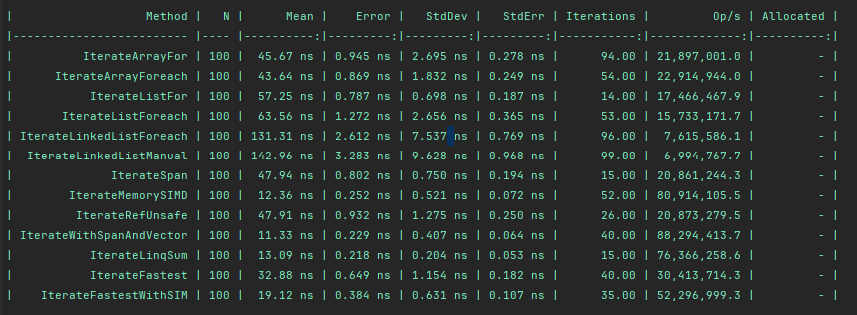 | Method | N | Mean | Error | StdDev | StdErr | Iterations | Op/s | Allocated |
|------------------------ |---- |----------:|---------:|---------:|---------:|-----------:|-------------:|----------:|
| IterateArrayFor | 100 | 45.67 ns | 0.945 ns | 2.695 ns | 0.278 ns | 94.00 | 21,897,001.0 | - |
| IterateArrayForeach | 100 | 43.64 ns | 0.869 ns | 1.832 ns | 0.249 ns | 54.00 | 22,914,944.0 | - |
| IterateListFor | 100 | 57.25 ns | 0.787 ns | 0.698 ns | 0.187 ns | 14.00 | 17,466,467.9 | - |
| IterateListForeach | 100 | 63.56 ns | 1.272 ns | 2.656 ns | 0.365 ns | 53.00 | 15,733,171.7 | - |
| IterateLinkedListForeach | 100 | 131.31 ns | 2.612 ns | 7.537 ns | 0.769 ns | 96.00 | 7,615,586.1 | - |
| IterateLinkedListManual | 100 | 142.96 ns | 3.283 ns | 9.628 ns | 0.968 ns | 99.00 | 6,994,767.7 | - |
| IterateSpan | 100 | 47.94 ns | 0.802 ns | 0.750 ns | 0.194 ns | 15.00 | 20,861,244.3 | - |
| IterateMemorySIMD | 100 | 12.36 ns | 0.252 ns | 0.521 ns | 0.072 ns | 52.00 | 80,914,105.5 | - |
| IterateRefUnsafe | 100 | 47.91 ns | 0.932 ns | 1.275 ns | 0.250 ns | 26.00 | 20,873,279.5 | - |
| IterateWithSpanAndVector | 100 | 11.33 ns | 0.229 ns | 0.407 ns | 0.064 ns | 40.00 | 88,294,413.7 | - |
| IterateLinqSum | 100 | 13.09 ns | 0.218 ns | 0.204 ns | 0.053 ns | 15.00 | 76,366,258.6 | - |
| IterateFastest | 100 | 32.88 ns | 0.649 ns | 1.154 ns | 0.182 ns | 40.00 | 30,413,714.3 | - |
| IterateFastestWithSIM | 100 | 19.12 ns | 0.384 ns | 0.631 ns | 0.107 ns | 35.00 | 52,296,999.3 | - |